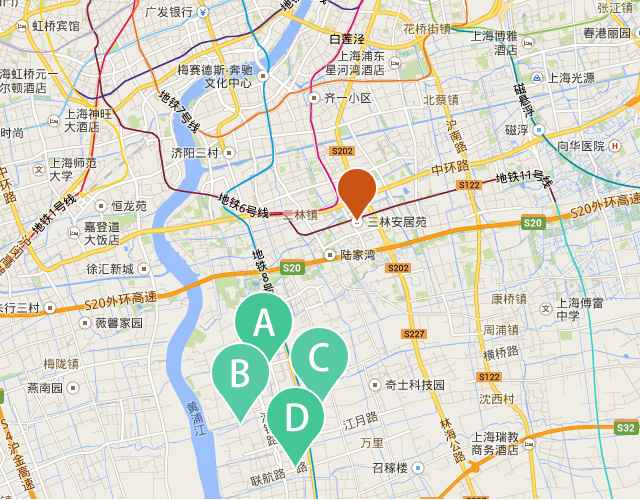 广发银行
张江镇
虹桥宾馆
花桥街镇
上海博雅
酒店
春港丽园
白莲泾
海虹桥元一
尔顿酒店
梅赛德斯-奔驰
文化中心
上海浦东
星河湾酒店
上海光源
地铁7号线
齐一小区
北蔡镇
磁悬浮
上海神旺
大酒店
时尚
沪南路
磁浮
向华医院
济阳三村
S202
中环路
上海师范
大学
中环路
S122
地铁11号线
恒龙苑
地铁6号线
三林镇
三林安居苑
S20外环高速
地铁1号线
嘉登道
大饭店
S20
沪闵高
陆家湾
徐汇新城
地铁8号
S20
S202
S20外环高速
朱行三村
康桥镇
上海傅雷
中学
薇馨家园
A
S227
周浦镇
横桥路
C
梅陇镇
B
S122
燕南园
奇士科技园
沈西村
黄浦江
D
江月路
林海公路
S32
S4沪金高速
万里
上海瑞教
商务酒店
联航路
路
召稼楼